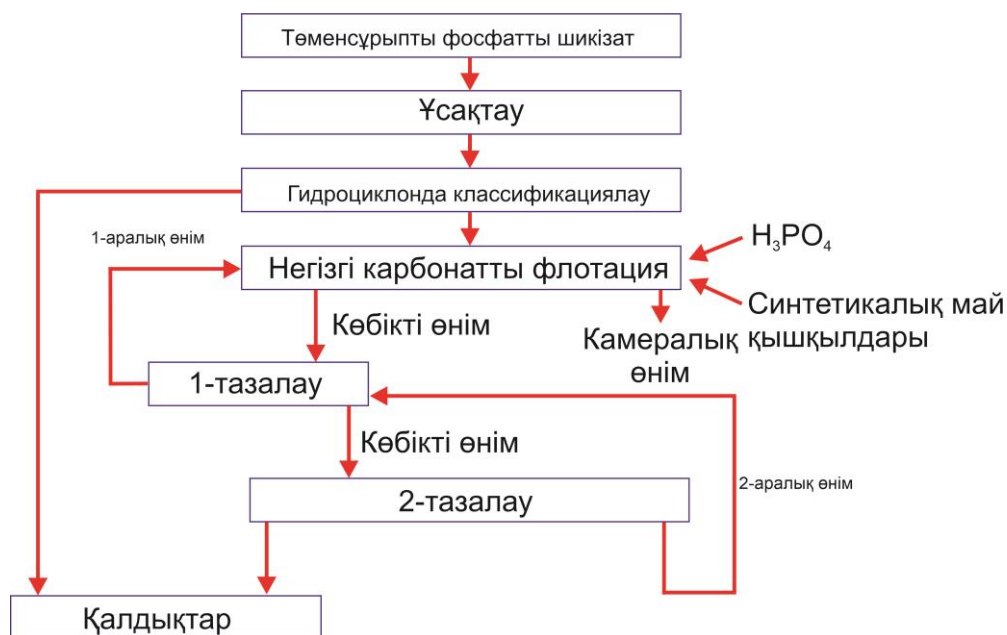 Төменсұрыпты фосфатты шикізат
Ұсақтау
Гидроциклонда классификациялау
1-аралық өнім
H₃PO₄
Негізгі карбонатты флотация
Синтетикалық май
қышқылдары
Көбікті өнім
Камералық
өнім
1-тазалау
Көбікті өнім
2-аралық өнім
2-тазалау
Қалдықтар